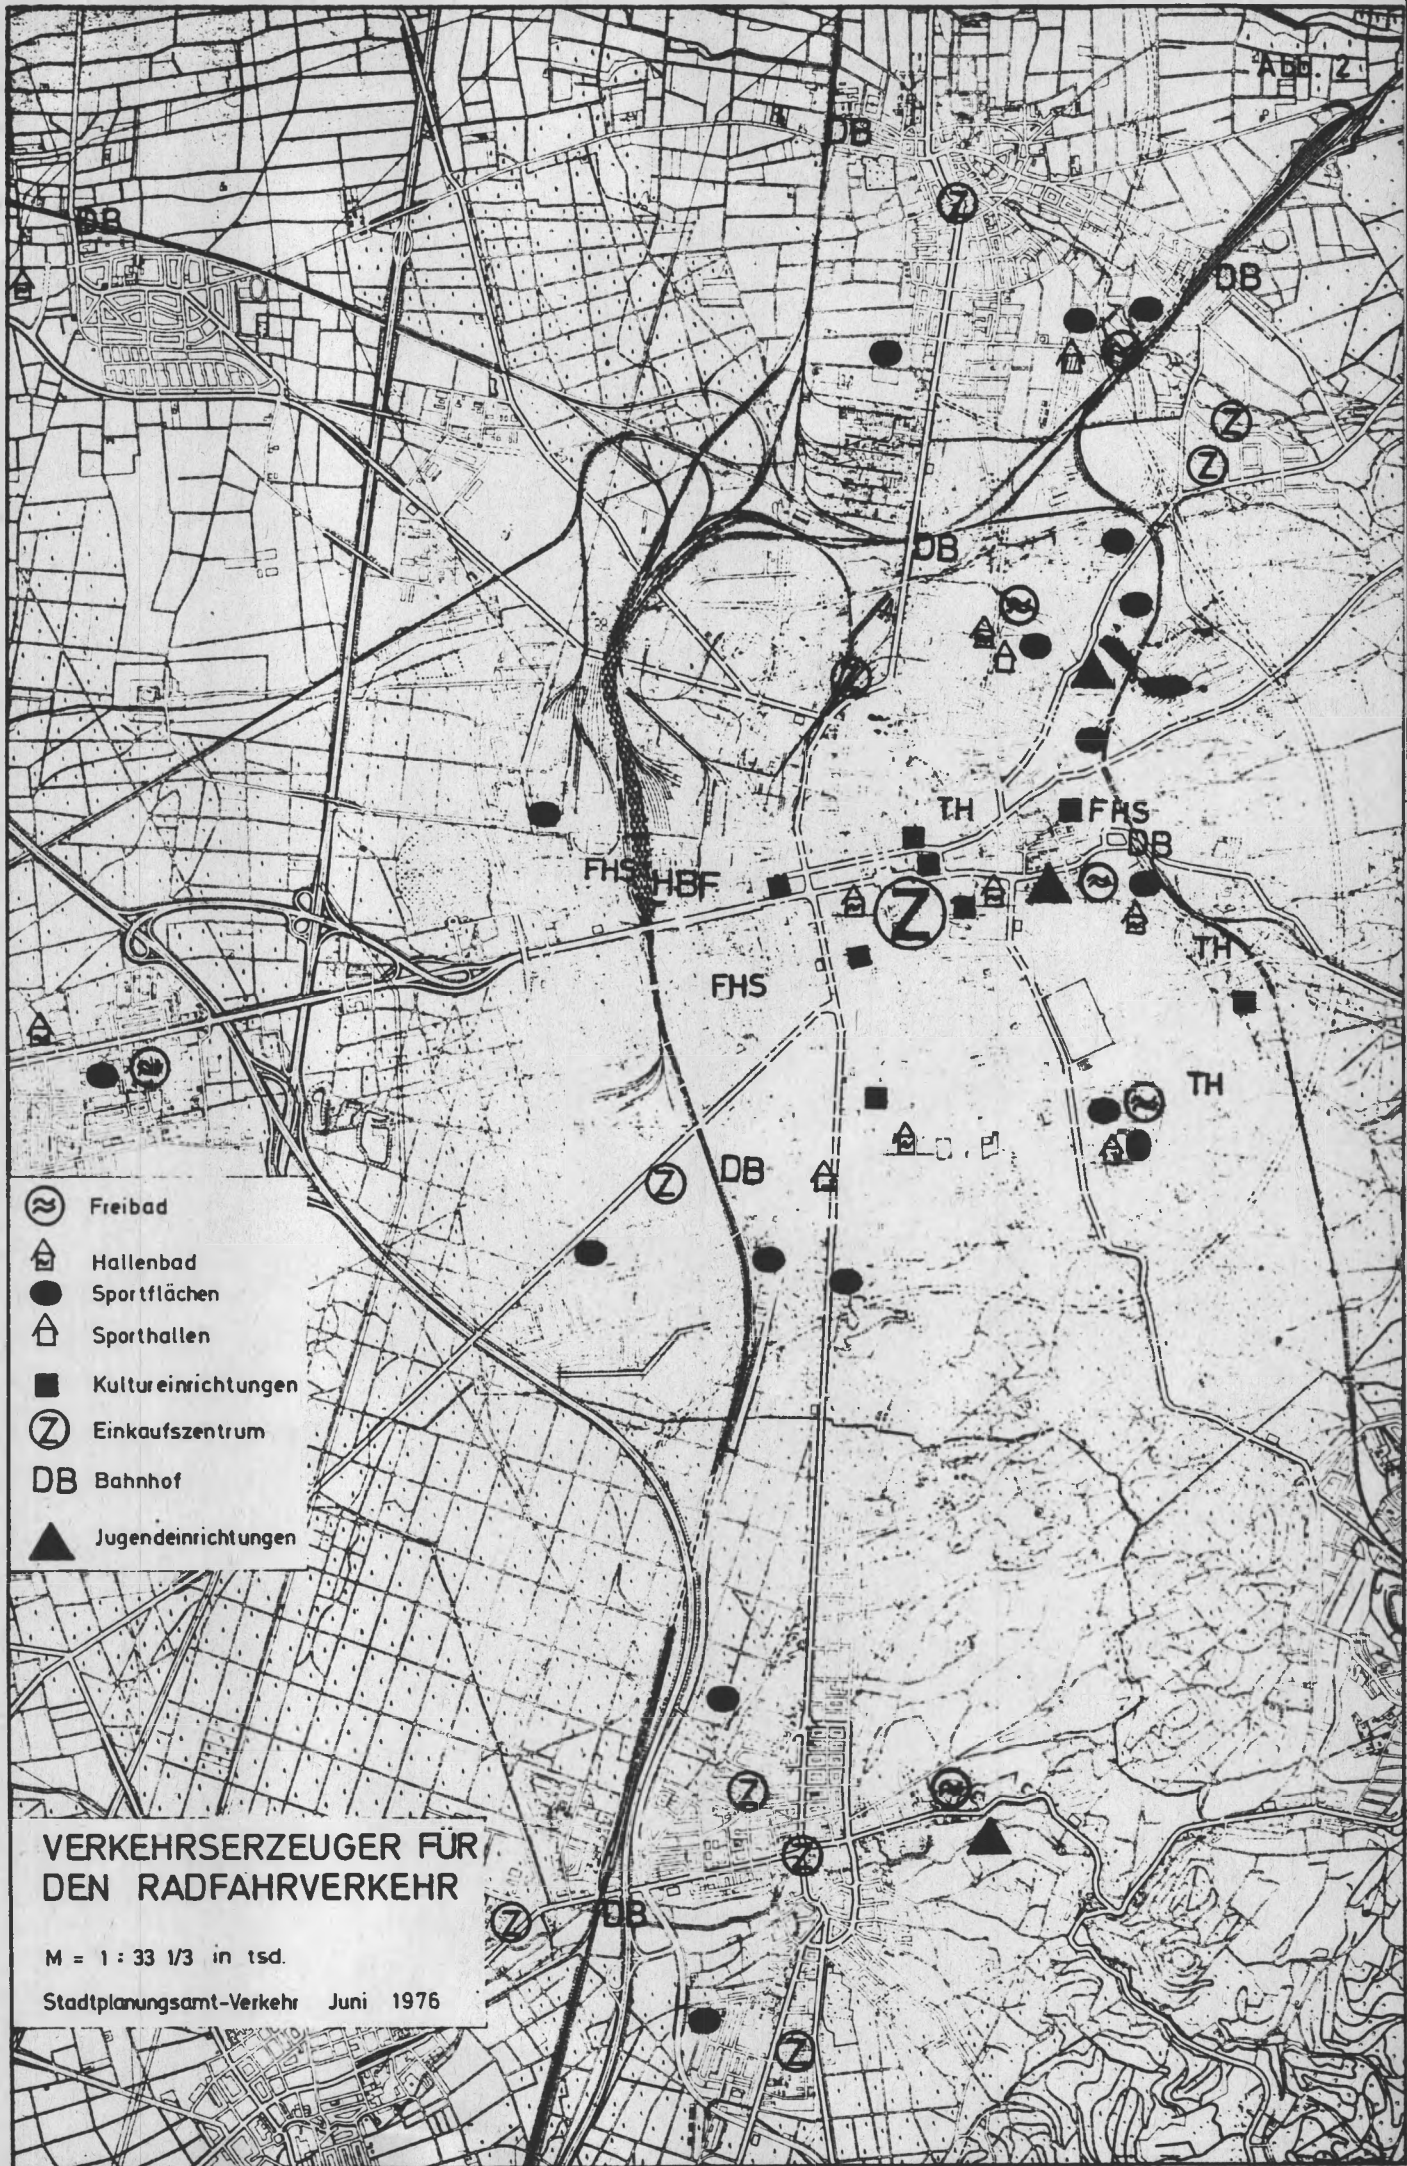 Abb. 2
DB
Z
DB
DB
Z
Z
DB
Z
TH
FHS
DB
FHS
HBF
Z
TH
FHS
TH
DB
Z
Freibad
Hallenbad
Sportflächen
Sporthallen
Kultureinrichtungen
Z Einkaufszentrum
DB Bahnhof
Jugendeinrichtungen
Z
Z
VERKEHRSERZEUGER FÜR
DEN RADFAHRVERKEHR
Z
DB
M = 1 : 33 1/3 in tsd.
Stadtplanungsamt-Verkehr Juni 1976
Z